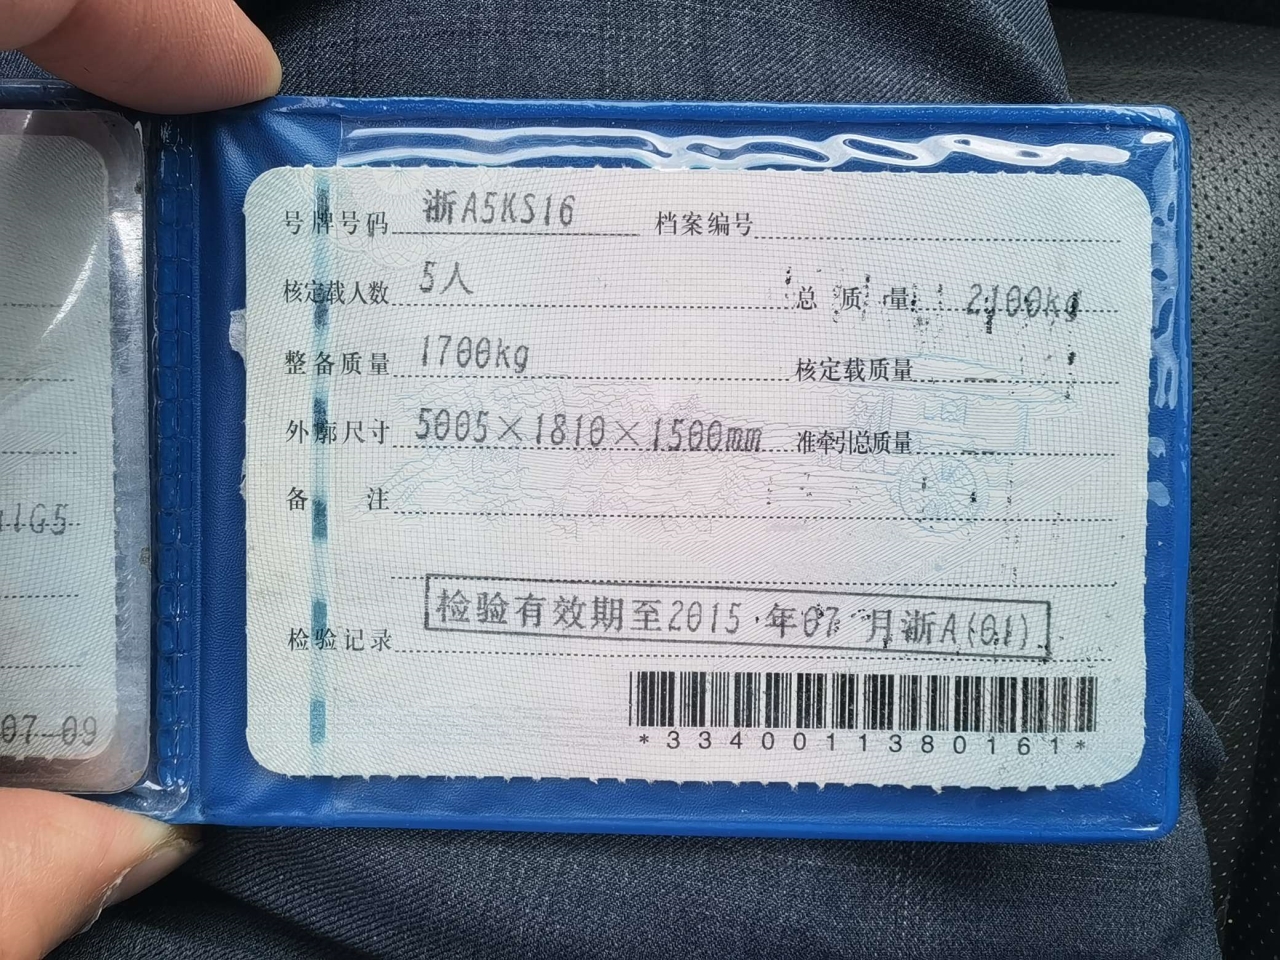 号牌号码 浙A5KS16 档案编号
核定载人数 5人 总质量 2100kg
整备质量 1700kg 核定载质量 —
外廓尺寸 5005×1810×1500mm 准牵引总质量 —
备注
检验记录 检验有效期至2015年07月浙A(01)
*3340011380161*
1G5
07-09